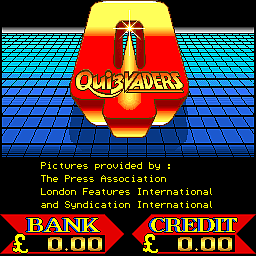 QuizVADERS
Pictures provided by :
The Press Association
London Features International
and Syndication International
BANK CREDIT
£ 0.00 £ 0.00